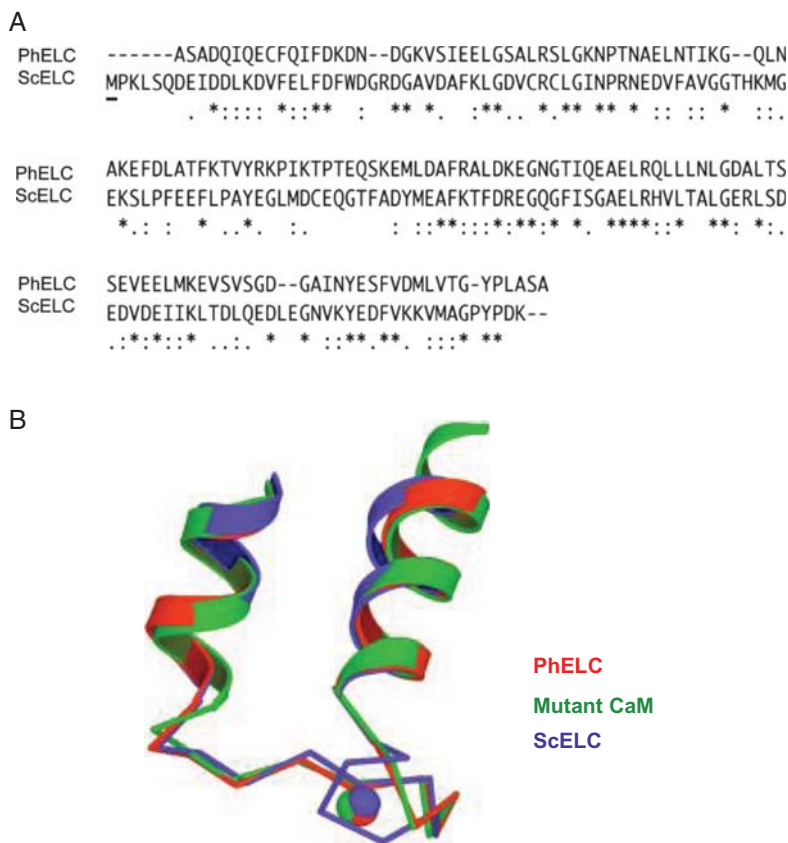 A
PhELC ------ASADQIQECFQIFDKDN--DGKVSIEELGSALRSLGKNPTNAELNTIKG--QLN
ScELC MPKLSQDEIDDLKDVFELFDFWDGRDGAVDAFKLGDVCRCLGINPRNEDVFAVGGTHKMG
. *:::: *:: ** : ** *. :**.. *:** ** * :: :: * :.
PhELC AKEFDLATFKTVYRKPIKTPTEQSKEMLDAFRALDKEGNGTIQEAELRQLLLNLGDALTS
ScELC EKSLPFEEFLPAYEGLMDCEQGTFADYMEAFKTFDREGQGFISGAELRHVLTALGERLSD
*.: : * ..*. :. : ::**:::*:**:* *. ****::* **: *:.
PhELC SEVEELMKEVSVSGD--GAINYESFVDMLVTG-YPLASA
ScELC EDVDEIIKLTDLQEDLEGNVKYEDFVKKVMAGPYPDK--
.:*:*::* ..:. * * ::**.**. :::* **
B
PhELC
Mutant CaM
ScELC